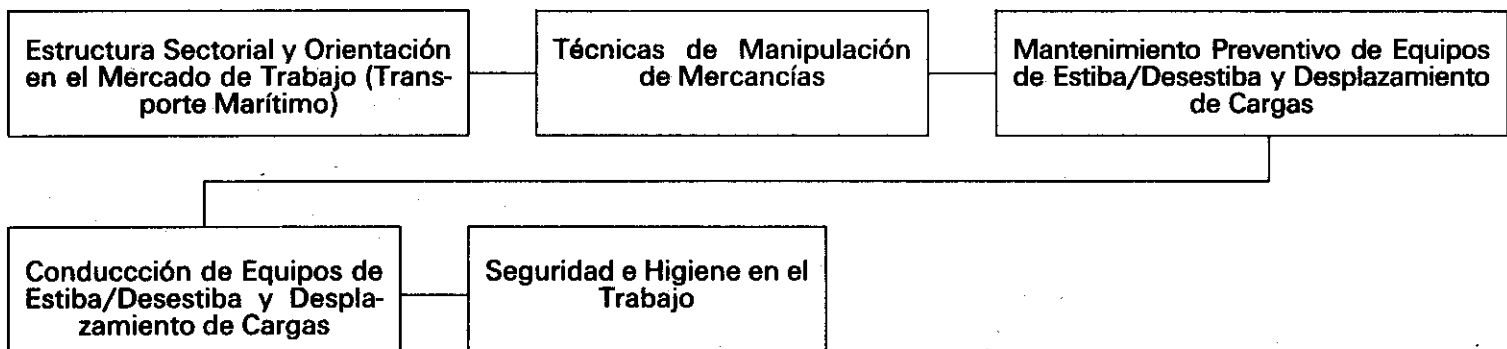 Estructura Sectorial y Orientación
en el Mercado de Trabajo (Trans-
porte Marítimo)
Técnicas de Manipulación
de Mercancías
Mantenimiento Preventivo de Equipos
de Estiba/Desestiba y Desplazamiento
de Cargas
Conduccción de Equipos de
Estiba/Desestiba y Despla-
zamiento de Cargas
Seguridad e Higiene en el
Trabajo